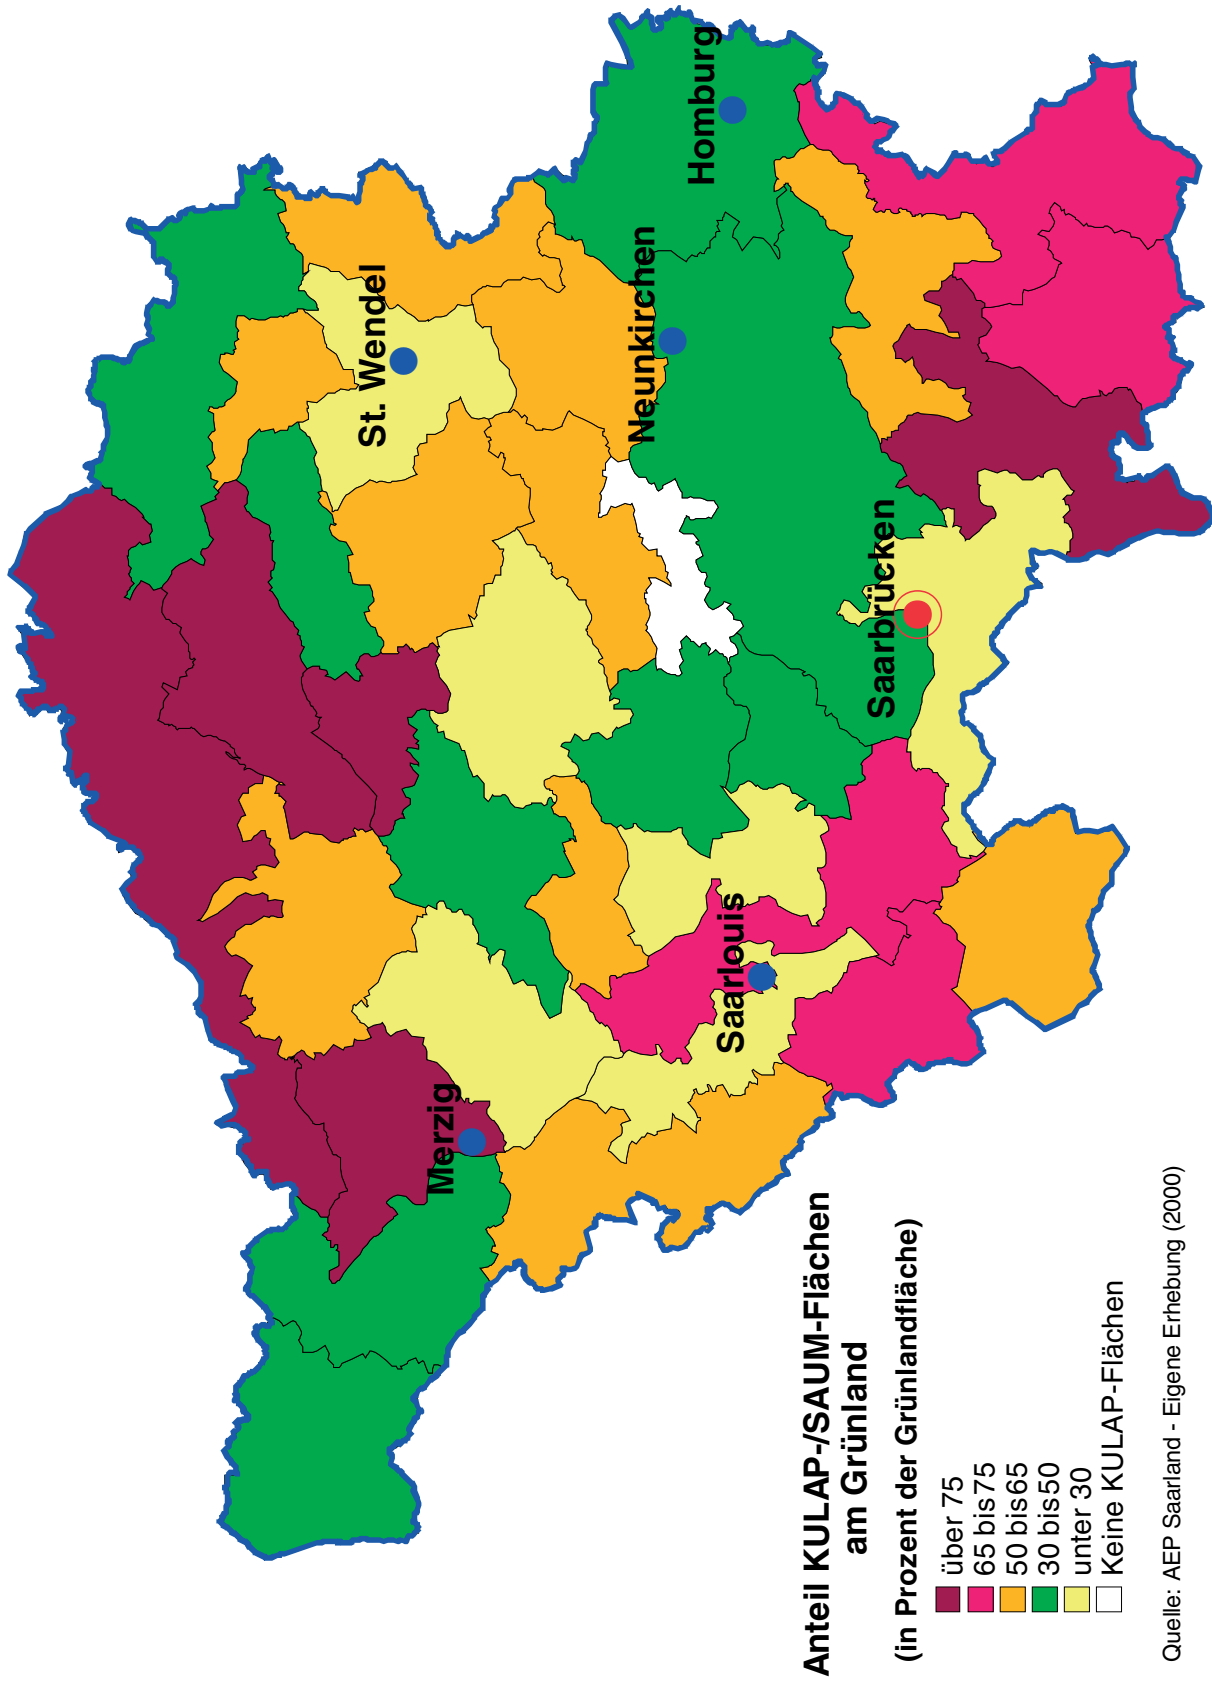 Homburg
St. Wendel
Neunkirchen
Saarbrücken
Saarlouis
Merzig
Anteil KULAP-/SAUM-Flächen
am Grünland
(in Prozent der Grünlandfläche)
über 75
65 bis75
50 bis65
30 bis50
unter 30
Keine KULAP-Flächen
Quelle: AEP Saarland - Eigene Erhebung (2000)